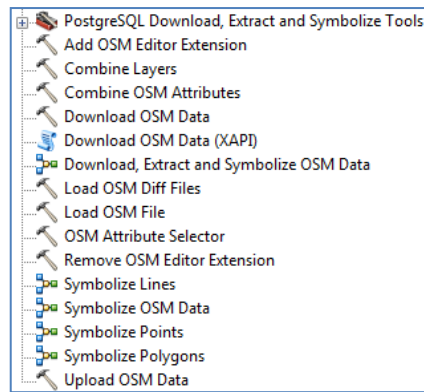 PostgreSQL Download, Extract and Symbolize Tools
Add OSM Editor Extension
Combine Layers
Combine OSM Attributes
Download OSM Data
Download OSM Data (XAPI)
Download, Extract and Symbolize OSM Data
Load OSM Diff Files
Load OSM File
OSM Attribute Selector
Remove OSM Editor Extension
Symbolize Lines
Symbolize OSM Data
Symbolize Points
Symbolize Polygons
Upload OSM Data